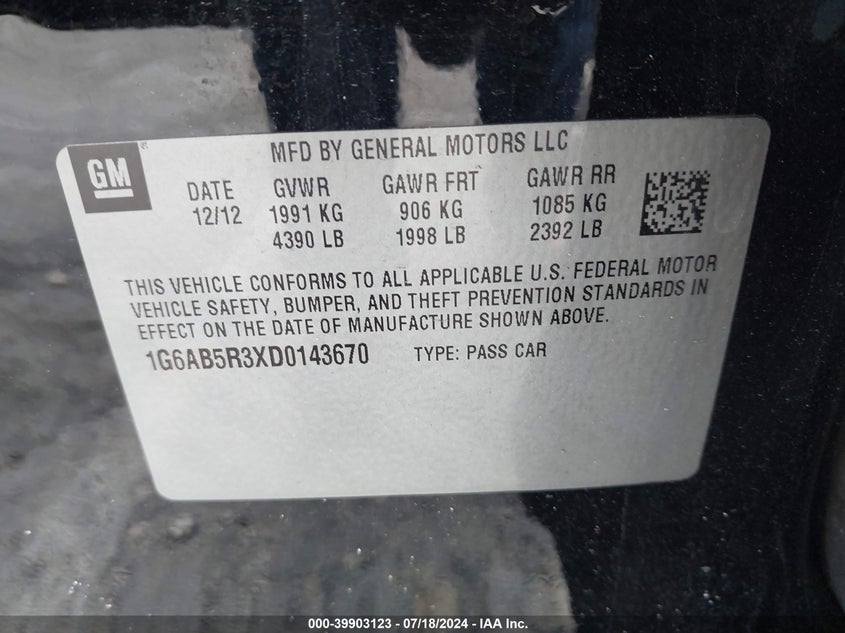 GM
MFD BY GENERAL MOTORS LLC
DATE GVWR GAWR FRT GAWR RR
12/12 1991 KG 906 KG 1085 KG
4390 LB 1998 LB 2392 LB
THIS VEHICLE CONFORMS TO ALL APPLICABLE U.S. FEDERAL MOTOR
VEHICLE SAFETY, BUMPER, AND THEFT PREVENTION STANDARDS IN
EFFECT ON THE DATE OF MANUFACTURE SHOWN ABOVE.
1G6AB5R3XD0143670 TYPE: PASS CAR
000-39903123 - 07/18/2024 - IAA Inc.